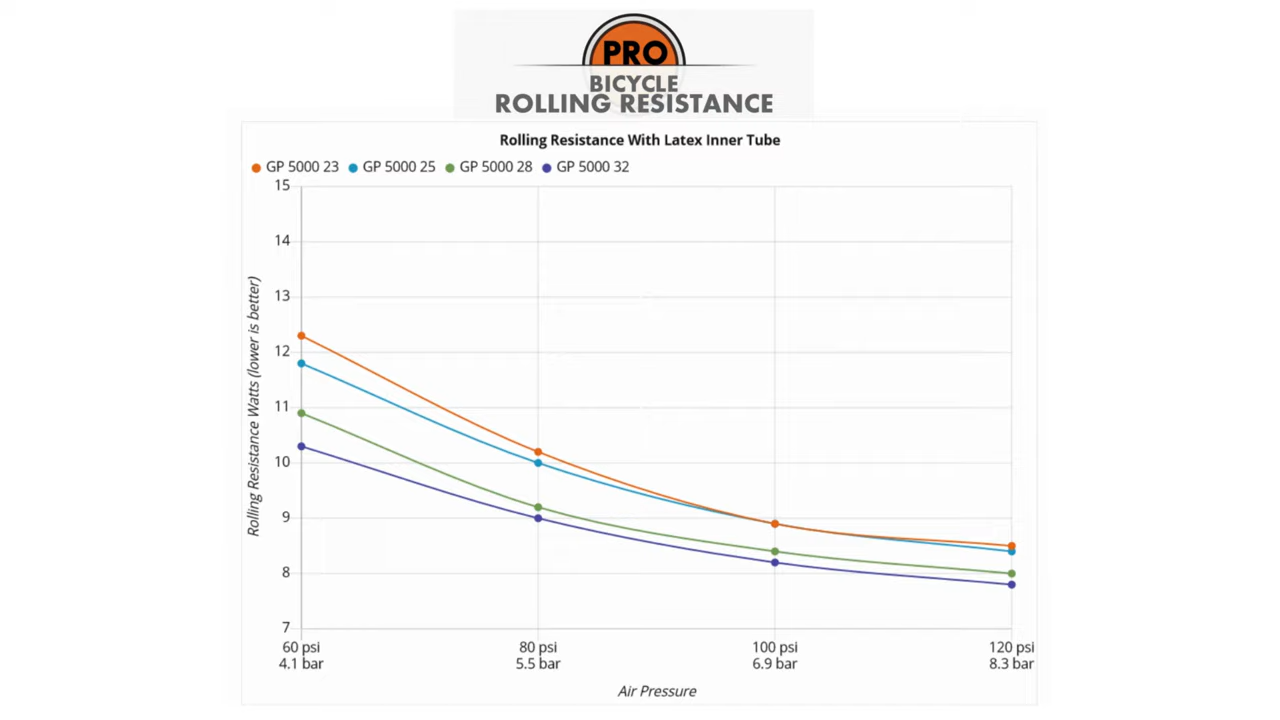 PRO
BICYCLE
ROLLING RESISTANCE
Rolling Resistance With Latex Inner Tube
GP 5000 23 GP 5000 25 GP 5000 28 GP 5000 32
15
14
13
12
11
10
9
8
7
Rolling Resistance Watts (lower is better)
60 psi 80 psi 100 psi 120 psi
4.1 bar 5.5 bar 6.9 bar 8.3 bar
Air Pressure